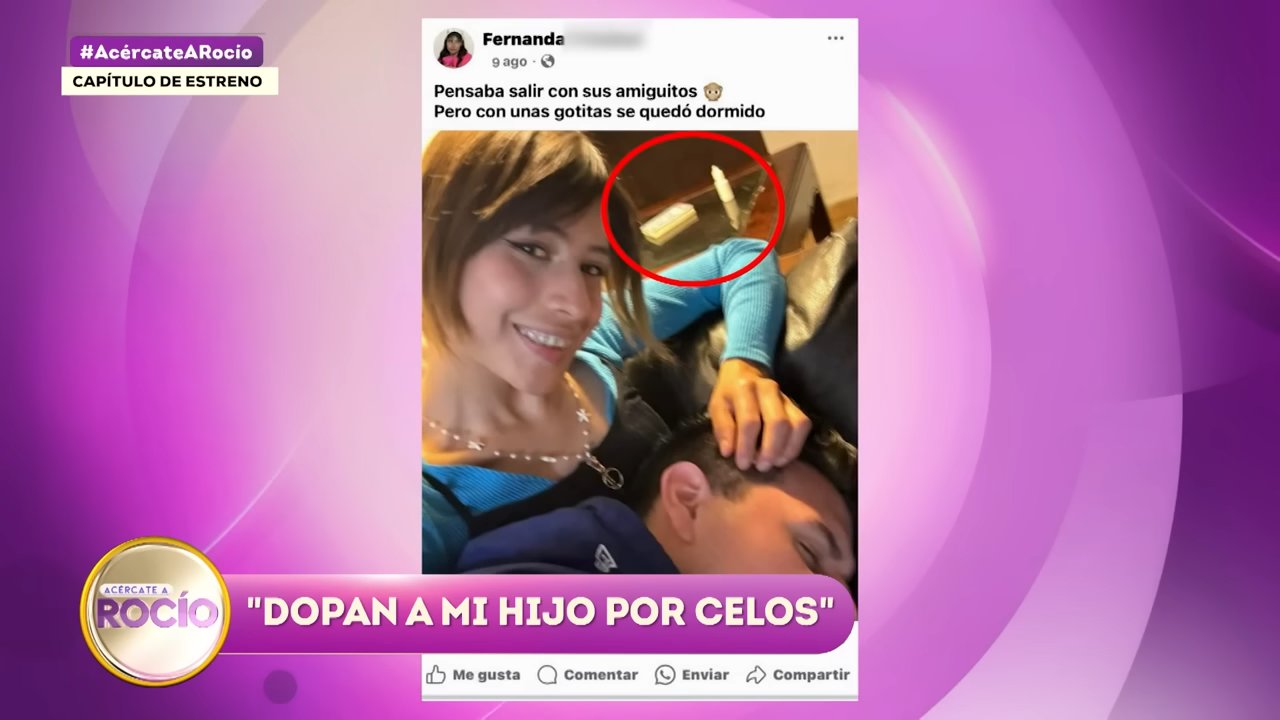 #AcércateARocío
CAPÍTULO DE ESTRENO
Fernanda
9 ago ·
Pensaba salir con sus amiguitos
Pero con unas gotitas se quedó dormido
ACÉRCATE A
ROCÍO
"DOPAN A MI HIJO POR CELOS"
Me gusta
Comentar
Enviar
Compartir